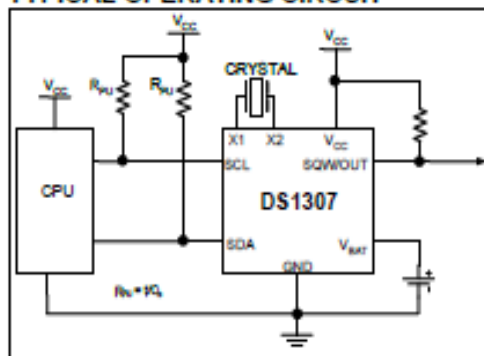 TYPICAL OPERATING CIRCUIT
VCC
VCC
VCC
RPU
RPU
CRYSTAL
X1
X2
VCC
CPU
SCL
SQW/OUT
DS1307
SDA
VBAT
GND